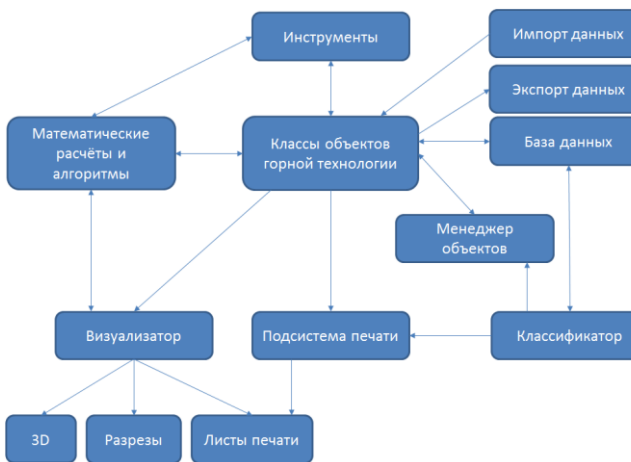 Инструменты
Импорт данных
Экспорт данных
Математические
расчёты и
алгоритмы
Классы объектов
горной технологии
База данных
Менеджер
объектов
Визуализатор
Подсистема печати
Классификатор
3D
Разрезы
Листы печати